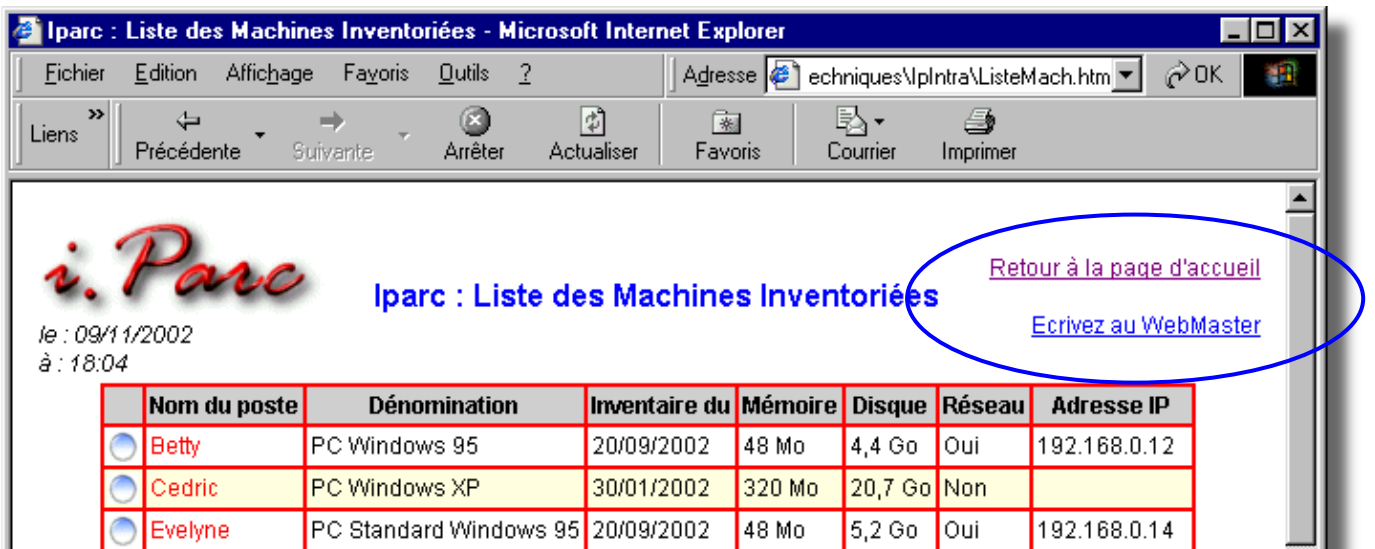 Iparc : Liste des Machines Inventoriées - Microsoft Internet Explorer
Fichier Edition Affichage Favoris Outils ? Adresse echniques\IpIntra\ListeMach.htm OK
Liens » Précédente Suivante Arrêter Actualiser Favoris Courrier Imprimer
i.Parc
Retour à la page d'accueil
Iparc : Liste des Machines Inventoriées
Ecrivez au WebMaster
le : 09/11/2002
à : 18:04
Nom du poste Dénomination Inventaire du Mémoire Disque Réseau Adresse IP
Betty PC Windows 95 20/09/2002 48 Mo 4,4 Go Oui 192.168.0.12
Cedric PC Windows XP 30/01/2002 320 Mo 20,7 Go Non
Evelyne PC Standard Windows 95 20/09/2002 48 Mo 5,2 Go Oui 192.168.0.14